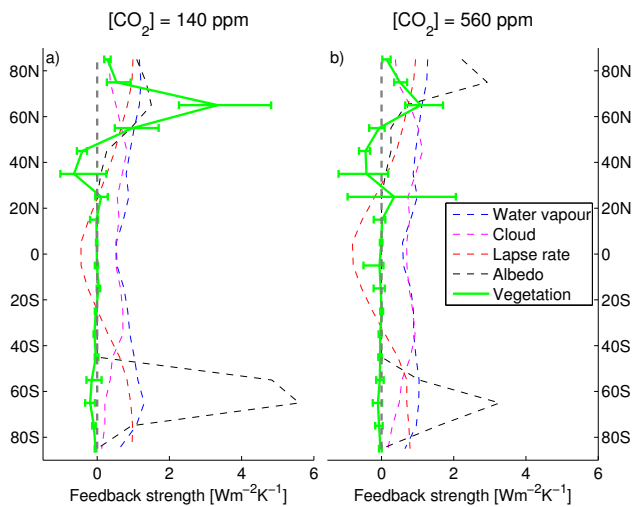 [CO2] = 140 ppm
[CO2] = 560 ppm
a)
b)
80N
60N
40N
20N
0
20S
40S
60S
80S
80N
60N
40N
20N
0
20S
40S
60S
80S
Water vapour
Cloud
Lapse rate
Albedo
Vegetation
0 2 4 6
0 2 4 6
Feedback strength [Wm−2K−1]
Feedback strength [Wm−2K−1]